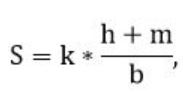 S = k * (h + m) / b,